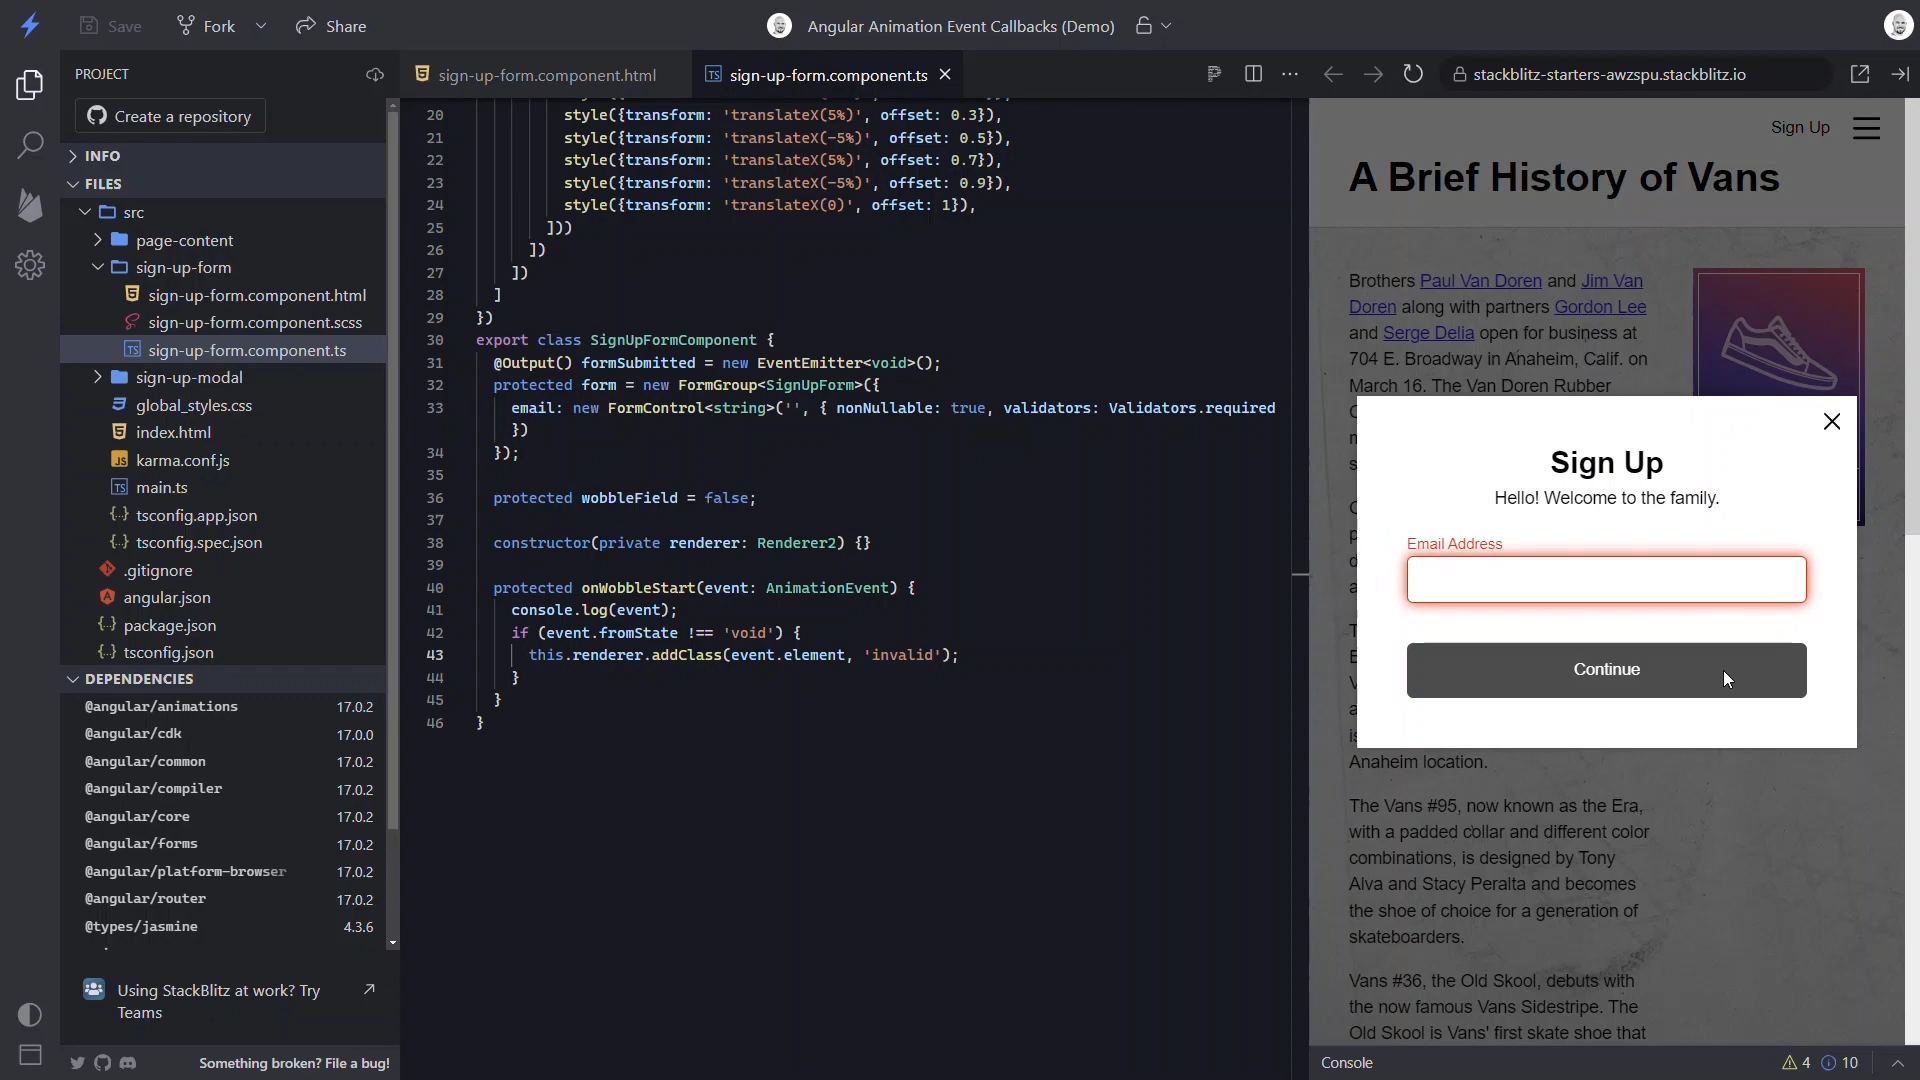 Save
Fork
Share
Angular Animation Event Callbacks (Demo)
PROJECT
sign-up-form.component.html
sign-up-form.component.ts
stackblitz-starters-awzspu.stackblitz.io
Create a repository
INFO
FILES
src
page-content
sign-up-form
sign-up-form.component.html
sign-up-form.component.scss
sign-up-form.component.ts
sign-up-modal
global_styles.css
index.html
karma.conf.js
main.ts
tsconfig.app.json
tsconfig.spec.json
.gitignore
angular.json
package.json
tsconfig.json
DEPENDENCIES
@angular/animations 17.0.2
@angular/cdk 17.0.0
@angular/common 17.0.2
@angular/compiler 17.0.2
@angular/core 17.0.2
@angular/forms 17.0.2
@angular/platform-browser 17.0.2
@angular/router 17.0.2
@types/jasmine 4.3.6
Using StackBlitz at work? Try
Teams
Something broken? File a bug!
20 style({transform: 'translateX(5%)', offset: 0.3}),
21 style({transform: 'translateX(-5%)', offset: 0.5}),
22 style({transform: 'translateX(5%)', offset: 0.7}),
23 style({transform: 'translateX(-5%)', offset: 0.9}),
24 style({transform: 'translateX(0)', offset: 1}),
25 ]))
26 ])
27 ])
28 ]
29 })
30 export class SignUpFormComponent {
31 @Output() formSubmitted = new EventEmitter<void>();
32 protected form = new FormGroup<SignUpForm>({
33 email: new FormControl<string>('', { nonNullable: true, validators: Validators.required
})
34 });
35
36 protected wobbleField = false;
37
38 constructor(private renderer: Renderer2) {}
39
40 protected onWobbleStart(event: AnimationEvent) {
41 console.log(event);
42 if (event.fromState !== 'void') {
43 this.renderer.addClass(event.element, 'invalid');
44 }
45 }
46 }
Sign Up
A Brief History of Vans
Brothers Paul Van Doren and Jim Van
Doren along with partners Gordon Lee
and Serge Delia open for business at
704 E. Broadway in Anaheim, Calif. on
March 16. The Van Doren Rubber
Sign Up
Hello! Welcome to the family.
Email Address
Continue
Anaheim location.
The Vans #95, now known as the Era,
with a padded collar and different color
combinations, is designed by Tony
Alva and Stacy Peralta and becomes
the shoe of choice for a generation of
skateboarders.
Vans #36, the Old Skool, debuts with
the now famous Vans Sidestripe. The
Old Skool is Vans' first skate shoe that
Console
4
10